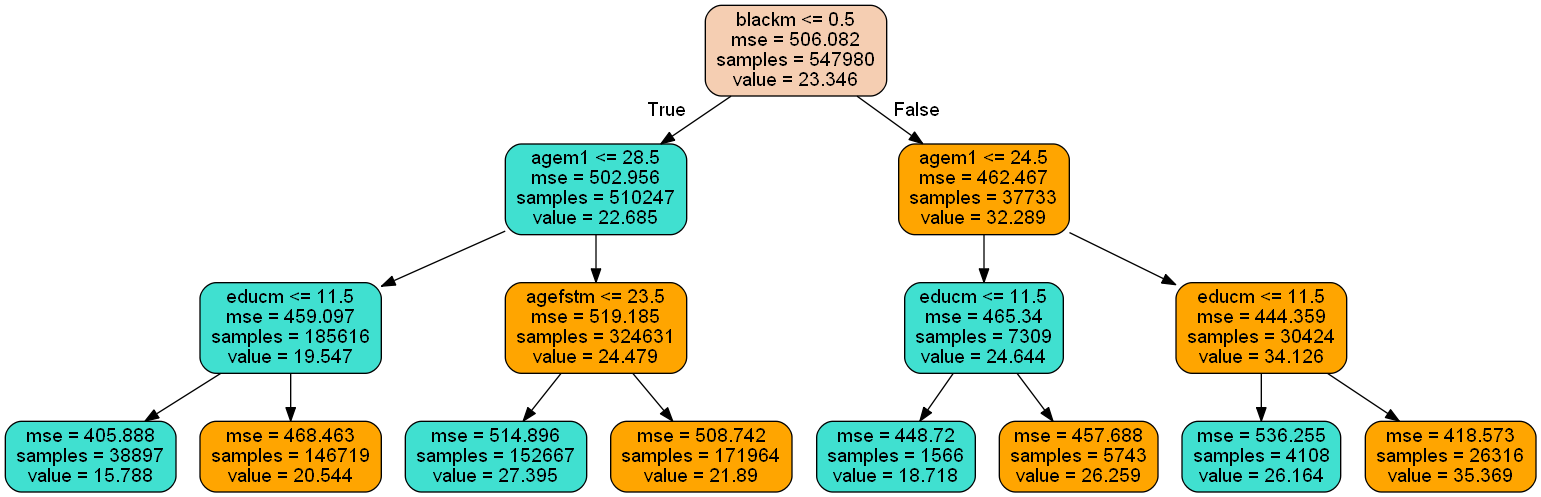 blackm <= 0.5
mse = 506.082
samples = 547980
value = 23.346
True
False
agem1 <= 28.5
mse = 502.956
samples = 510247
value = 22.685
agem1 <= 24.5
mse = 462.467
samples = 37733
value = 32.289
educm <= 11.5
mse = 459.097
samples = 185616
value = 19.547
agefstm <= 23.5
mse = 519.185
samples = 324631
value = 24.479
educm <= 11.5
mse = 465.34
samples = 7309
value = 24.644
educm <= 11.5
mse = 444.359
samples = 30424
value = 34.126
mse = 405.888
samples = 38897
value = 15.788
mse = 468.463
samples = 146719
value = 20.544
mse = 514.896
samples = 152667
value = 27.395
mse = 508.742
samples = 171964
value = 21.89
mse = 448.72
samples = 1566
value = 18.718
mse = 457.688
samples = 5743
value = 26.259
mse = 536.255
samples = 4108
value = 26.164
mse = 418.573
samples = 26316
value = 35.369